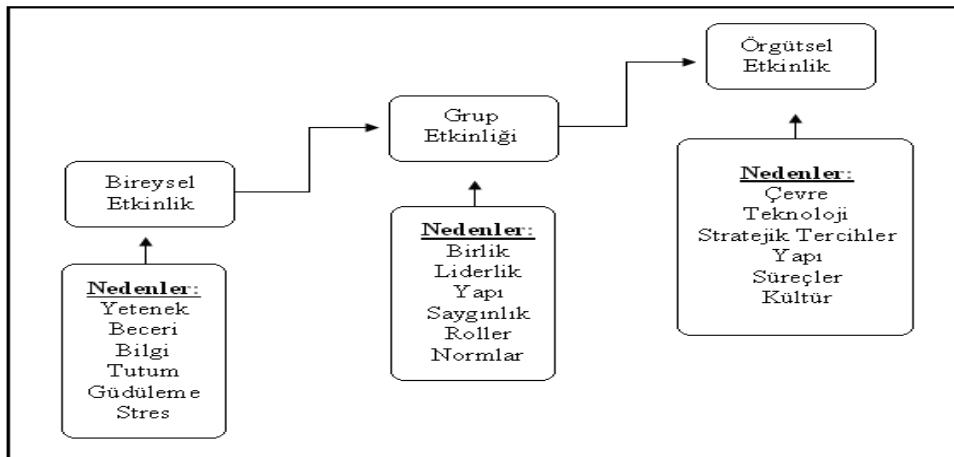 Örgütsel
Etkinlik
Grup
Etkinliği
Bireysel
Etkinlik
Nedenler:
Yetenek
Beceri
Bilgi
Tutum
Güdüleme
Stres
Nedenler:
Birlik
Liderlik
Yapı
Saygınlık
Roller
Normlar
Nedenler:
Çevre
Teknoloji
Stratejik Tercihler
Yapı
Süreçler
Kültür